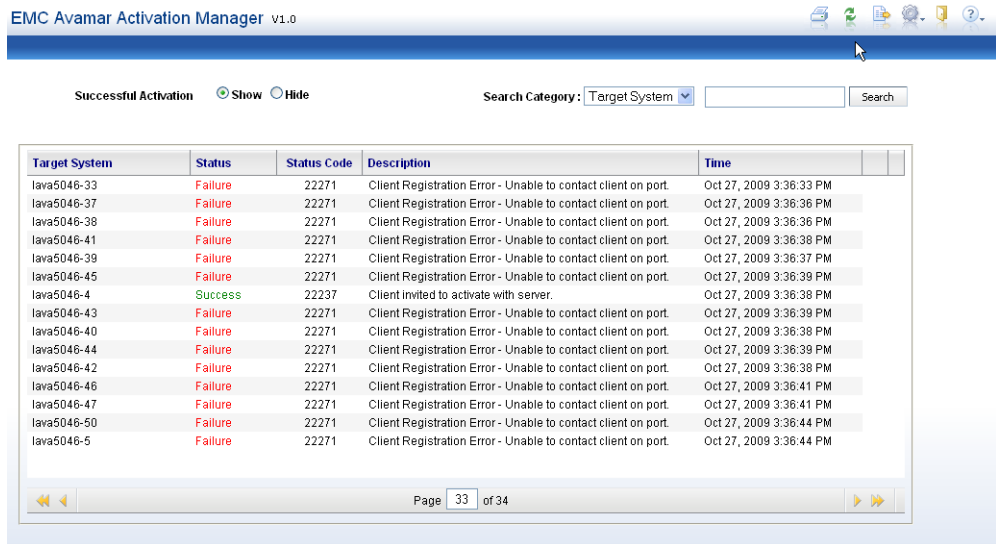 EMC Avamar Activation Manager V1.0
Successful Activation Show Hide Search Category: Target System Search
Target System Status Status Code Description Time
lava5046-33 Failure 22271 Client Registration Error - Unable to contact client on port. Oct 27, 2009 3:36:33 PM
lava5046-37 Failure 22271 Client Registration Error - Unable to contact client on port. Oct 27, 2009 3:36:36 PM
lava5046-38 Failure 22271 Client Registration Error - Unable to contact client on port. Oct 27, 2009 3:36:36 PM
lava5046-41 Failure 22271 Client Registration Error - Unable to contact client on port. Oct 27, 2009 3:36:38 PM
lava5046-39 Failure 22271 Client Registration Error - Unable to contact client on port. Oct 27, 2009 3:36:37 PM
lava5046-45 Failure 22271 Client Registration Error - Unable to contact client on port. Oct 27, 2009 3:36:39 PM
lava5046-4 Success 22237 Client invited to activate with server. Oct 27, 2009 3:36:38 PM
lava5046-43 Failure 22271 Client Registration Error - Unable to contact client on port. Oct 27, 2009 3:36:39 PM
lava5046-40 Failure 22271 Client Registration Error - Unable to contact client on port. Oct 27, 2009 3:36:38 PM
lava5046-44 Failure 22271 Client Registration Error - Unable to contact client on port. Oct 27, 2009 3:36:39 PM
lava5046-42 Failure 22271 Client Registration Error - Unable to contact client on port. Oct 27, 2009 3:36:38 PM
lava5046-46 Failure 22271 Client Registration Error - Unable to contact client on port. Oct 27, 2009 3:36:41 PM
lava5046-47 Failure 22271 Client Registration Error - Unable to contact client on port. Oct 27, 2009 3:36:41 PM
lava5046-50 Failure 22271 Client Registration Error - Unable to contact client on port. Oct 27, 2009 3:36:44 PM
lava5046-5 Failure 22271 Client Registration Error - Unable to contact client on port. Oct 27, 2009 3:36:44 PM
Page 33 of 34